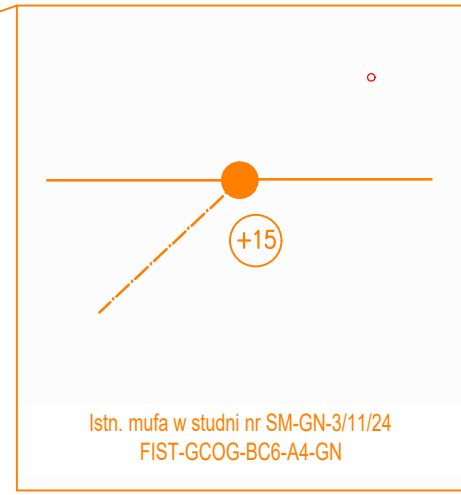 +15
Istn. mufa w studni nr SM-GN-3/11/24
FIST-GCOG-BC6-A4-GN